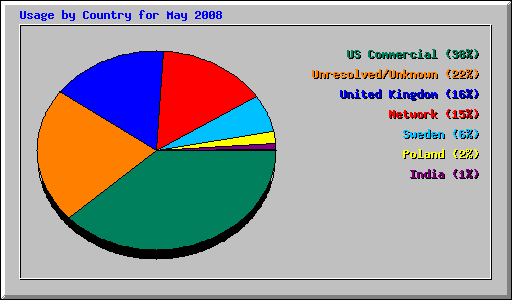 Usage by Country for May 2008
US Commercial (38%)
Unresolved/Unknown (22%)
United Kingdom (16%)
Network (15%)
Sweden (6%)
Poland (2%)
India (1%)